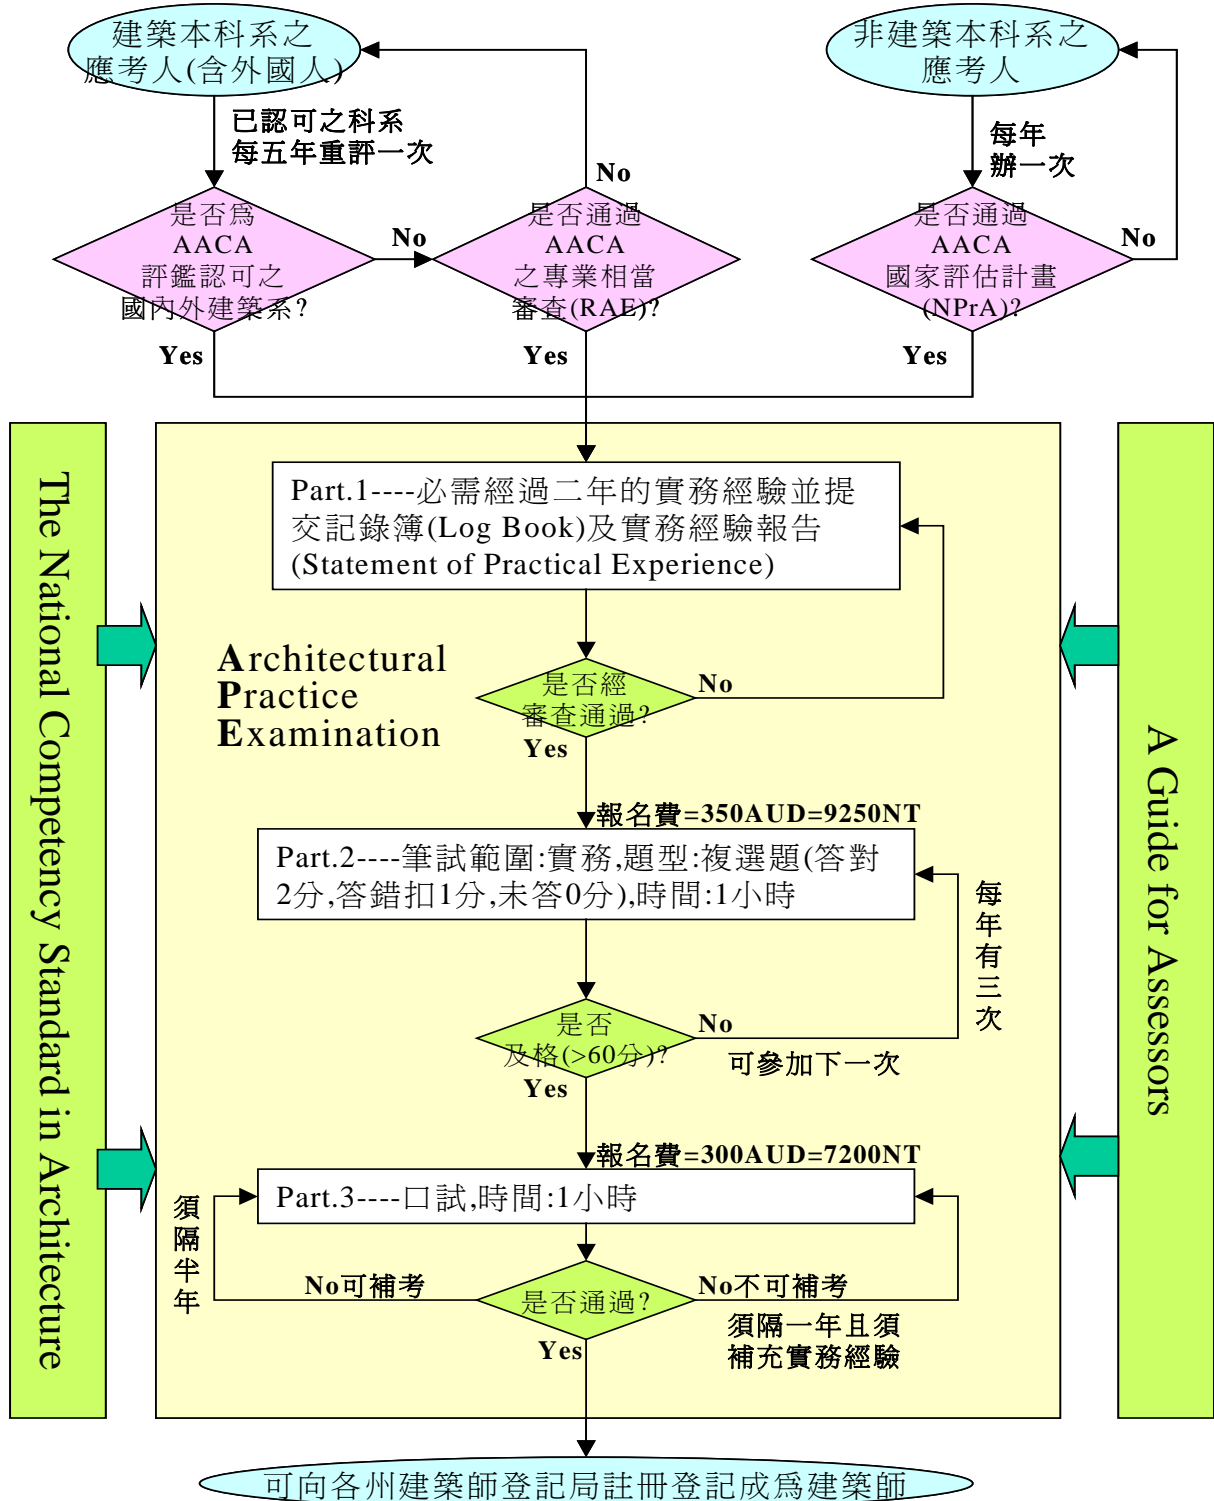 建築本科系之
應考人(含外國人)
非建築本科系之
應考人
已認可之科系
每五年重評一次
每年
辦一次
No
是否為
AACA
評鑑認可之
國內外建築系?
No
是否通過
AACA
之專業相當
審查(RAE)?
是否通過
AACA
國家評估計畫
(NPrA)?
No
Yes
Yes
Yes
The National Competency Standard in Architecture
A Guide for Assessors
Part.1----必需經過二年的實務經驗並提
交記錄簿(Log Book)及實務經驗報告
(Statement of Practical Experience)
Architectural
Practice
Examination
是否經
審查通過?
No
Yes
報名費=350AUD=9250NT
Part.2----筆試範圍:實務,題型:複選題(答對
2分,答錯扣1分,未答0分),時間:1小時
每年有三次
是否
及格(>60分)?
No
可參加下一次
Yes
報名費=300AUD=7200NT
Part.3----口試,時間:1小時
須隔半年
No可補考
是否通過?
No不可補考
須隔一年且須
補充實務經驗
Yes
可向各州建築師登記局註冊登記成為建築師